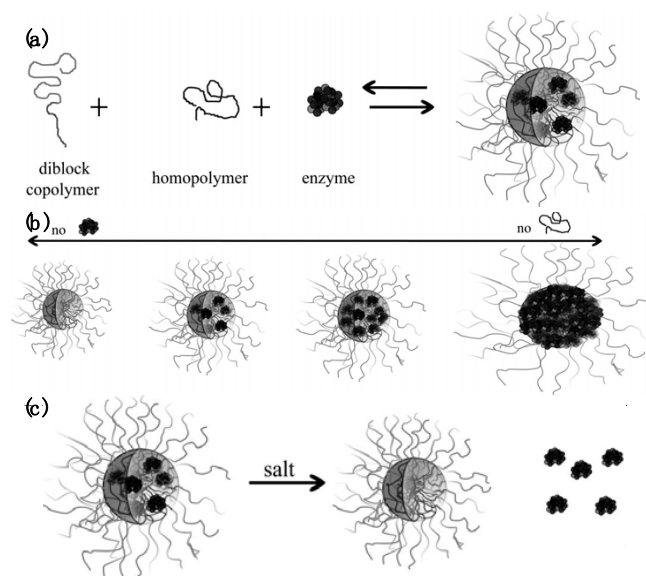 (a)
+
+
diblock
copolymer
homopolymer
enzyme
(b)
no
no
(c)
salt